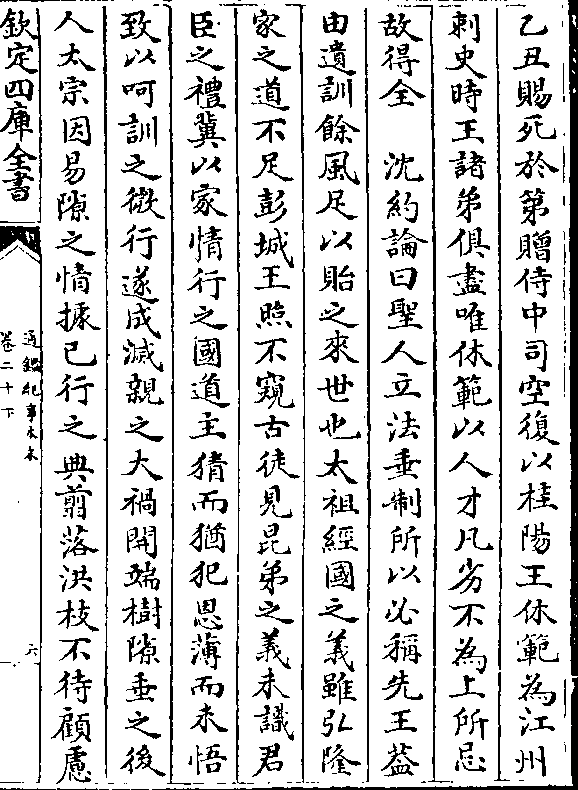 乙丑賜死於第贈侍中司空復以桂陽王休範為江州
刺史時王諸弟俱盡唯休範以人才凡劣不為上所忌
故得全　沈約論曰聖人立法垂制所以必稱先王葢
由遺訓餘風足以貽之來世也太祖經國之義雖弘隆
家之道不足彭城王照不窺古徒見昆弟之義未識君
臣之禮冀以家情行之國道主猜而猶犯恩薄而未悟
致以呵訓之微行遂成滅親之大禍開端樹隙垂之後
人太宗因易隙之情據已行之典翦落洪枝不待顧慮
欽定四庫全書
通鑑紀事本末
卷二十下
六